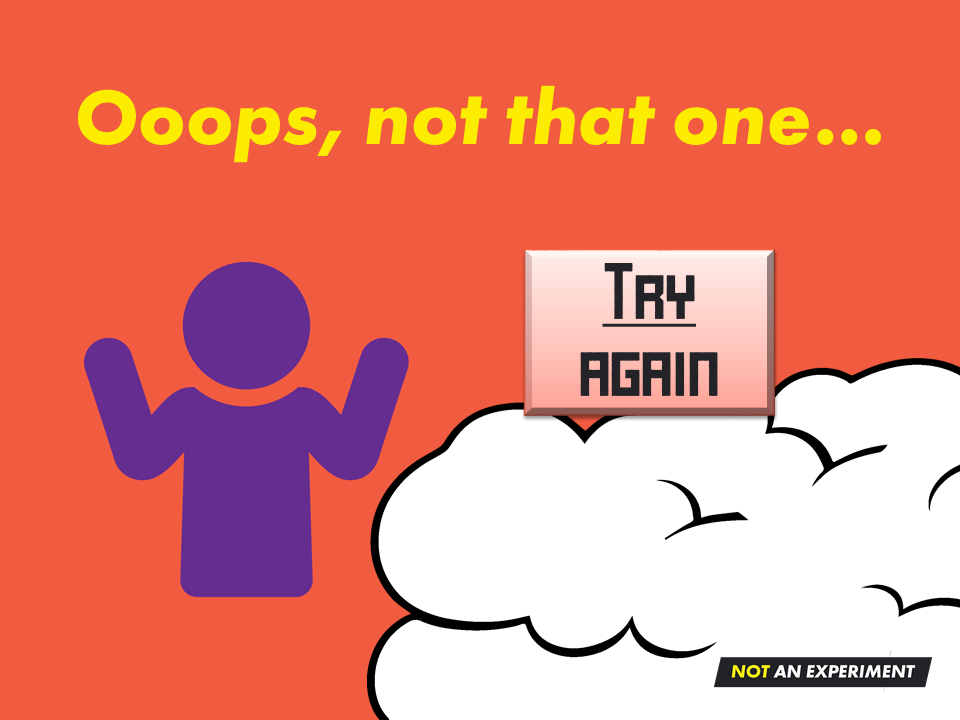 Ooops, not that one...
Try
again
NOT AN EXPERIMENT